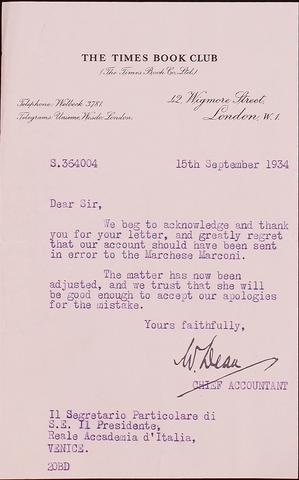 THE TIMES BOOK CLUB
(The Times Book Co. Ltd.)
Telephone: Welbeck 3781.
Telegrams: Unieme, Wesdo, London.
42, Wigmore Street,
London, W.1.
S.364004
15th September 1934
Dear Sir,
We beg to acknowledge and thank
you for your letter, and greatly regret
that our account should have been sent
in error to the Marchese Marconi.
The matter has now been
adjusted, and we trust that she will
be good enough to accept our apologies
for the mistake.
Yours faithfully,
W. Dean
CHIEF ACCOUNTANT
Il Segretario Particolare di
S.E. Il Presidente,
Reale Accademia d'Italia,
VENICE.
20BD